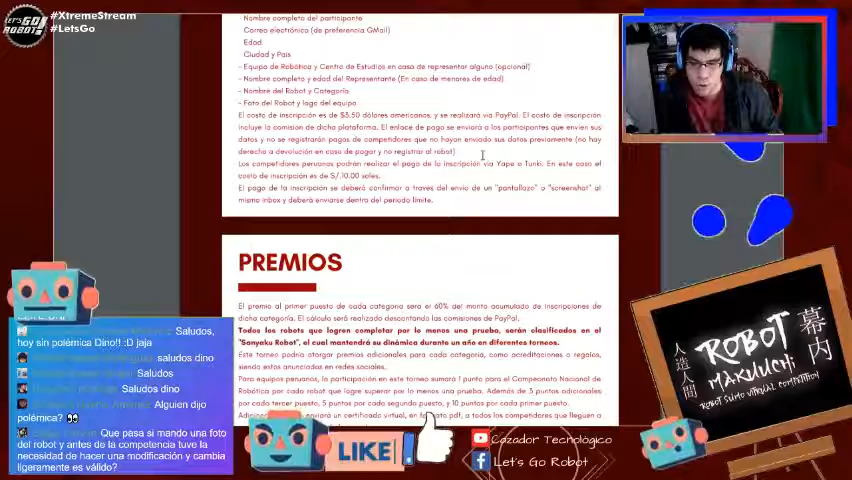 #XtremeStream
#LetsGo
LET'S GO!
ROBOT!
- Nombre completo del participante
Correo electrónico (de preferencia GMail)
Edad
Ciudad y País
- Equipo de Robótica y Centro de Estudios en caso de representar alguno (opcional)
- Nombre completo y edad del Representante (En caso de menores de edad)
- Nombre del Robot y Categoría
- Foto del Robot y logo del equipo
El costo de inscripción es de $3.50 dólares americanos, y se realizará vía PayPal. El costo de inscripción
incluye la comisión de dicha plataforma. El enlace de pago se enviará a los participantes que envíen sus
datos y no se registrarán pagos de competidores que no hayan enviado sus datos previamente (no hay
derecho a devolución en caso de pagar y no registrar al robot)
Los competidores peruanos podrán realizar el pago de la inscripción vía Yape o Tunki. En este caso el
costo de inscripción es de S/.10.00 soles.
El pago de la inscripción se deberá confirmar a través del envío de un "pantallazo" o "screenshot" al
mismo inbox y deberá enviarse dentro del periodo límite.
PREMIOS
El premio al primer puesto de cada categoría será el 60% del monto acumulado de inscripciones de
dicha categoría. El cálculo será realizado descontando las comisiones de PayPal.
Todos los robots que logren completar por lo menos una prueba, serán clasificados en el
"Sanyaku Robot", el cual mantendrá su dinámica durante un año en diferentes torneos.
Este torneo podría otorgar premios adicionales para cada categoría, como acreditaciones o regalos,
siendo estos anunciados en redes sociales.
Para equipos peruanos, la participación en este torneo sumará 1 punto para el Campeonato Nacional de
Robótica por cada robot que logre superar por lo menos una prueba. Además de 3 puntos adicionales
por cada tercer puesto, 5 puntos por cada segundo puesto, y 10 puntos por cada primer puesto.
enviará un certificado virtual, en formato pdf, a todos los competidores que lleguen a
Saludos,
hoy sin polémica Dino!! :D jaja
saludos dino
Saludos
Saludos dino
Alguien dijo
polémica? 👀
Que pasa si mando una foto
del robot y antes de la competencia tuve la
necesidad de hacer una modificación y cambia
ligeramente es válido?
LIKE
Cazador Tecnológico
Let's Go Robot
ROBOT
MAKUUCHI
ROBOT SUMO VIRTUAL COMPETITION
幕内
人造人間